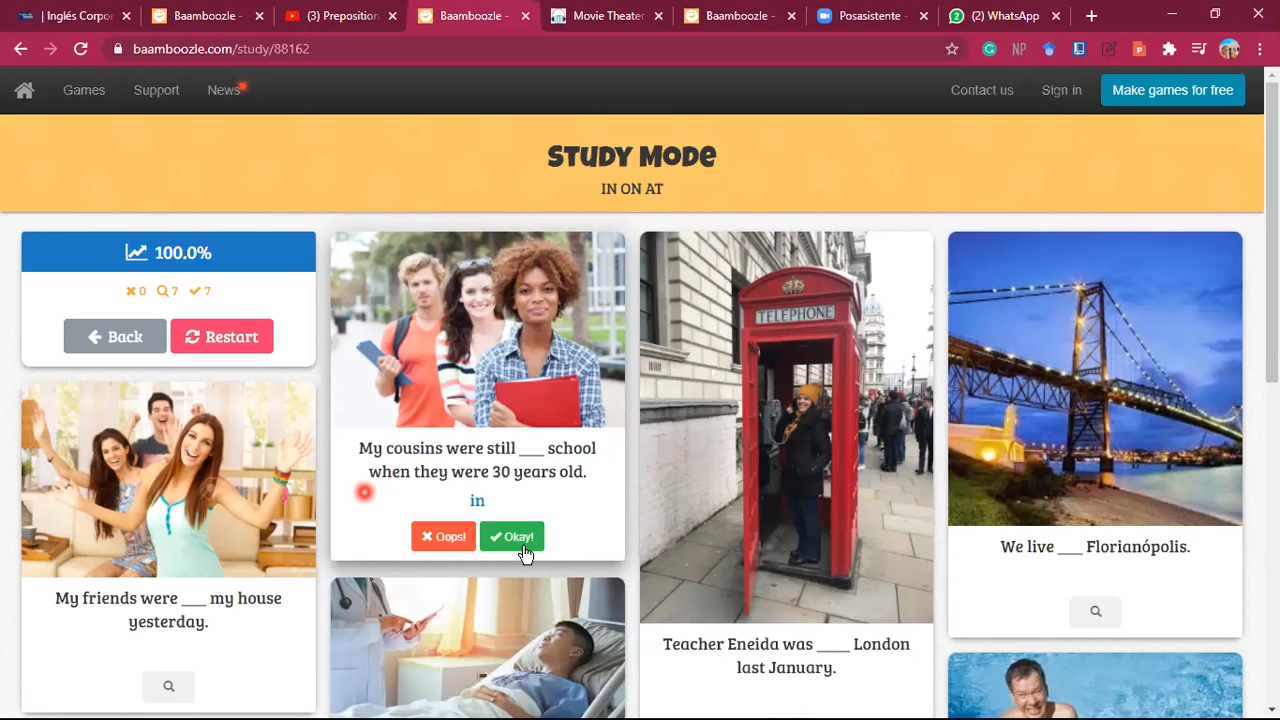 | Inglés Corpor
Baamboozle -
(3) Preposition
Baamboozle -
Movie Theater
Baamboozle -
Posasistente -
(2) WhatsApp
baamboozle.com/study/88162
NP
Games
Support
News
Contact us
Sign in
Make games for free
Study Mode
IN ON AT
100.0%
0 7 7
Back
Restart
My friends were ___ my house
yesterday.
My cousins were still ___ school
when they were 30 years old.
in
Oops!
Okay!
TELEPHONE
Teacher Eneida was ____ London
last January.
We live ___ Florianópolis.